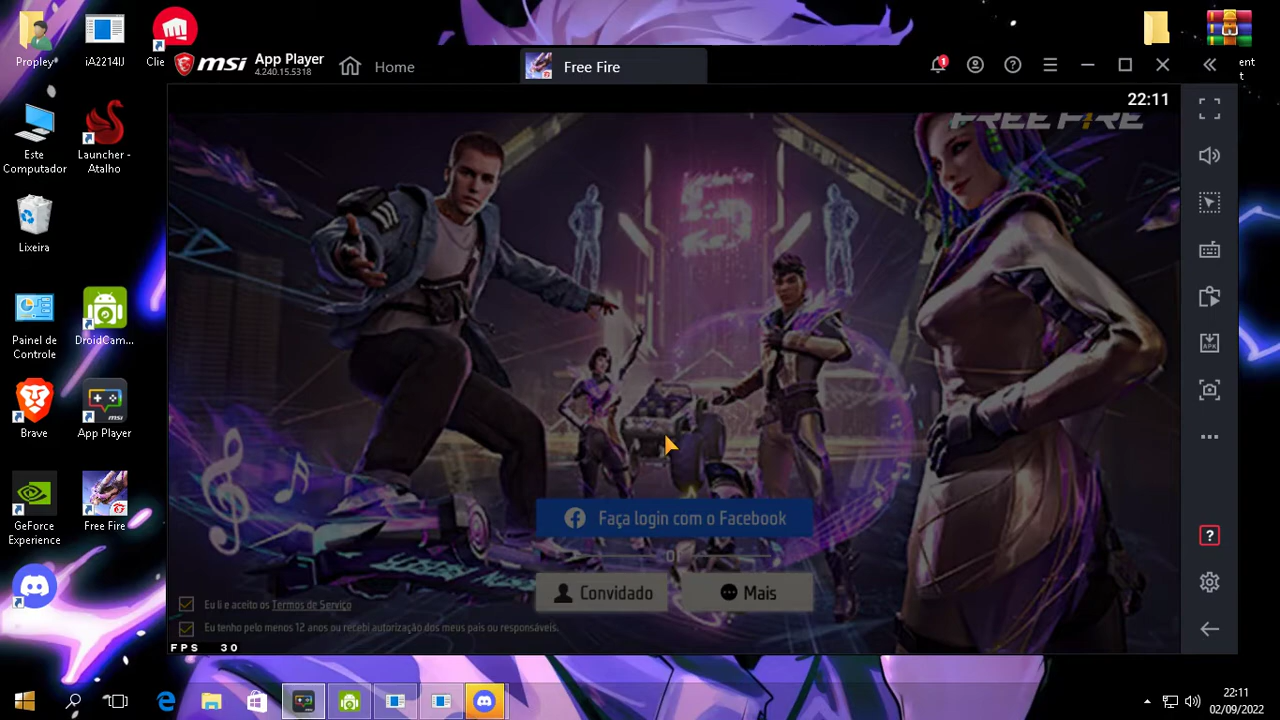 Propley
iA2214IJ
Clie
msi App Player
4.240.15.5318
Home
Free Fire
1
22:11
FREE FIRE
5
Este
Computador
Launcher -
Atalho
Lixeira
Painel de
Controle
DroidCam...
Brave
App Player
GeForce
Experience
Free Fire
APK
Faça login com o Facebook
Convidado
Mais
Eu li e aceito os Termos de Serviço
Eu tenho pelo menos 12 anos ou recebi autorização dos meus pais ou responsáveis.
FPS 30
22:11
02/09/2022